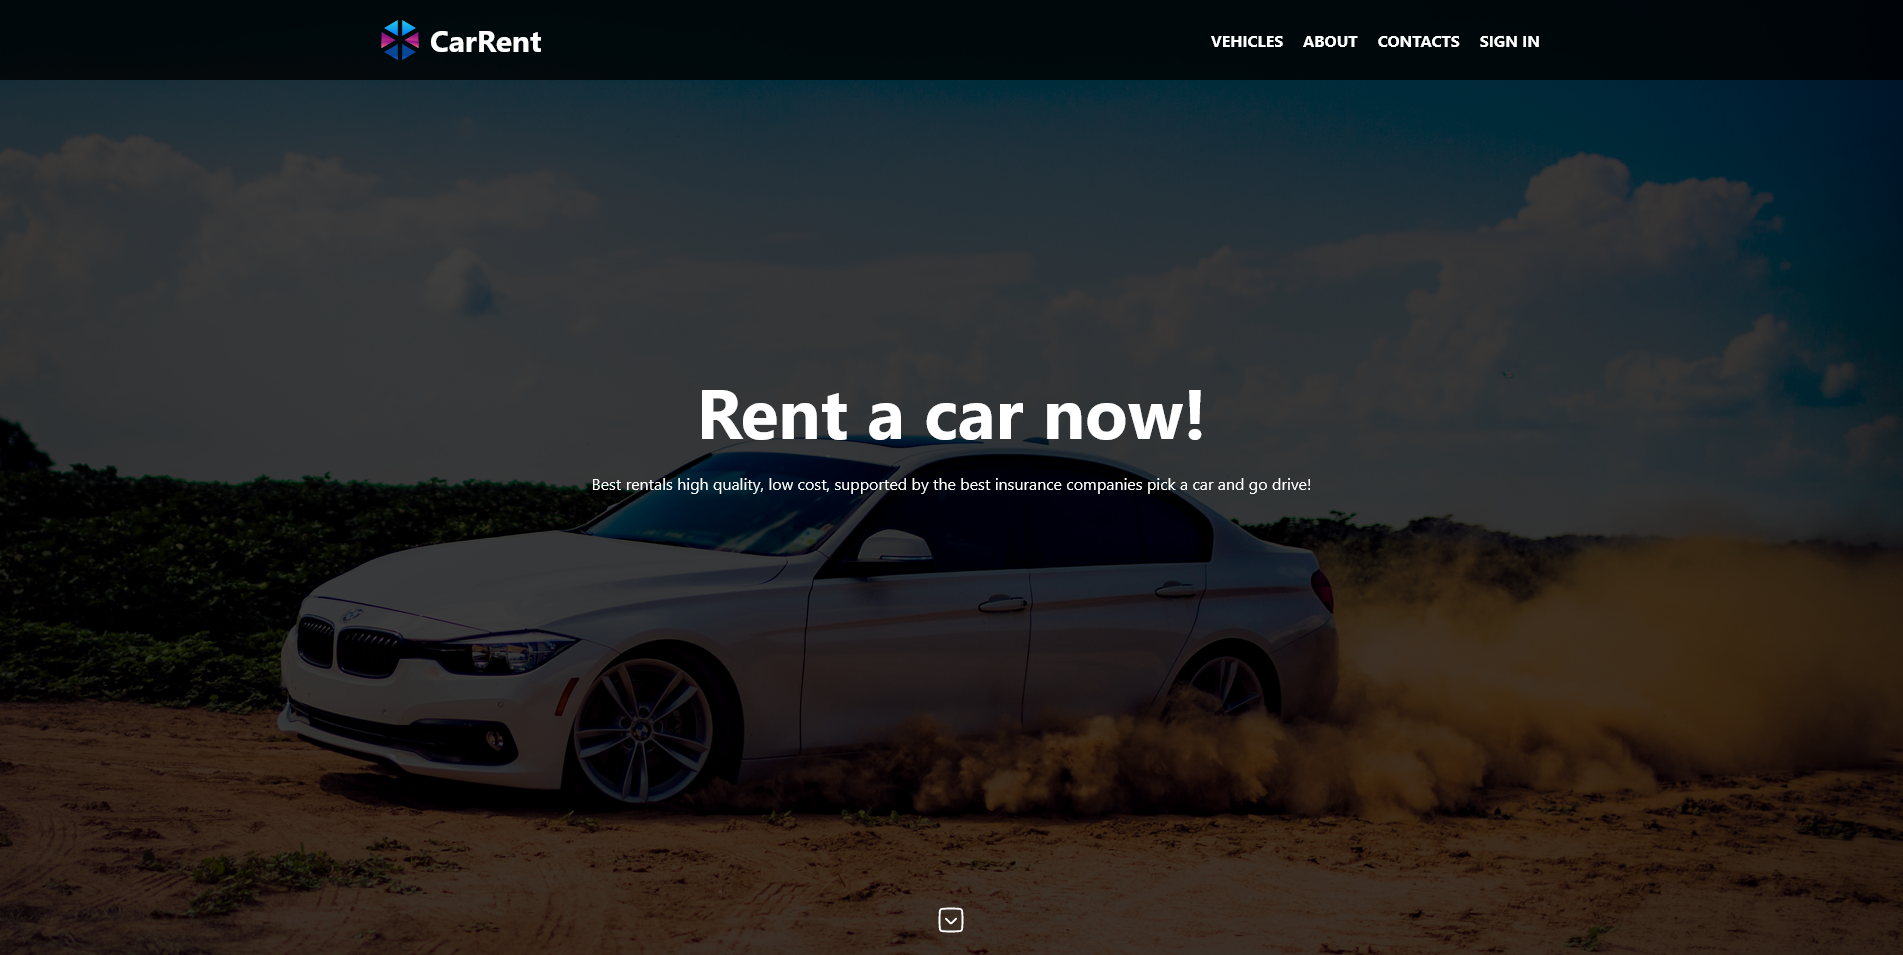 CarRent
VEHICLES ABOUT CONTACTS SIGN IN
Rent a car now!
Best rentals high quality, low cost, supported by the best insurance companies pick a car and go drive!